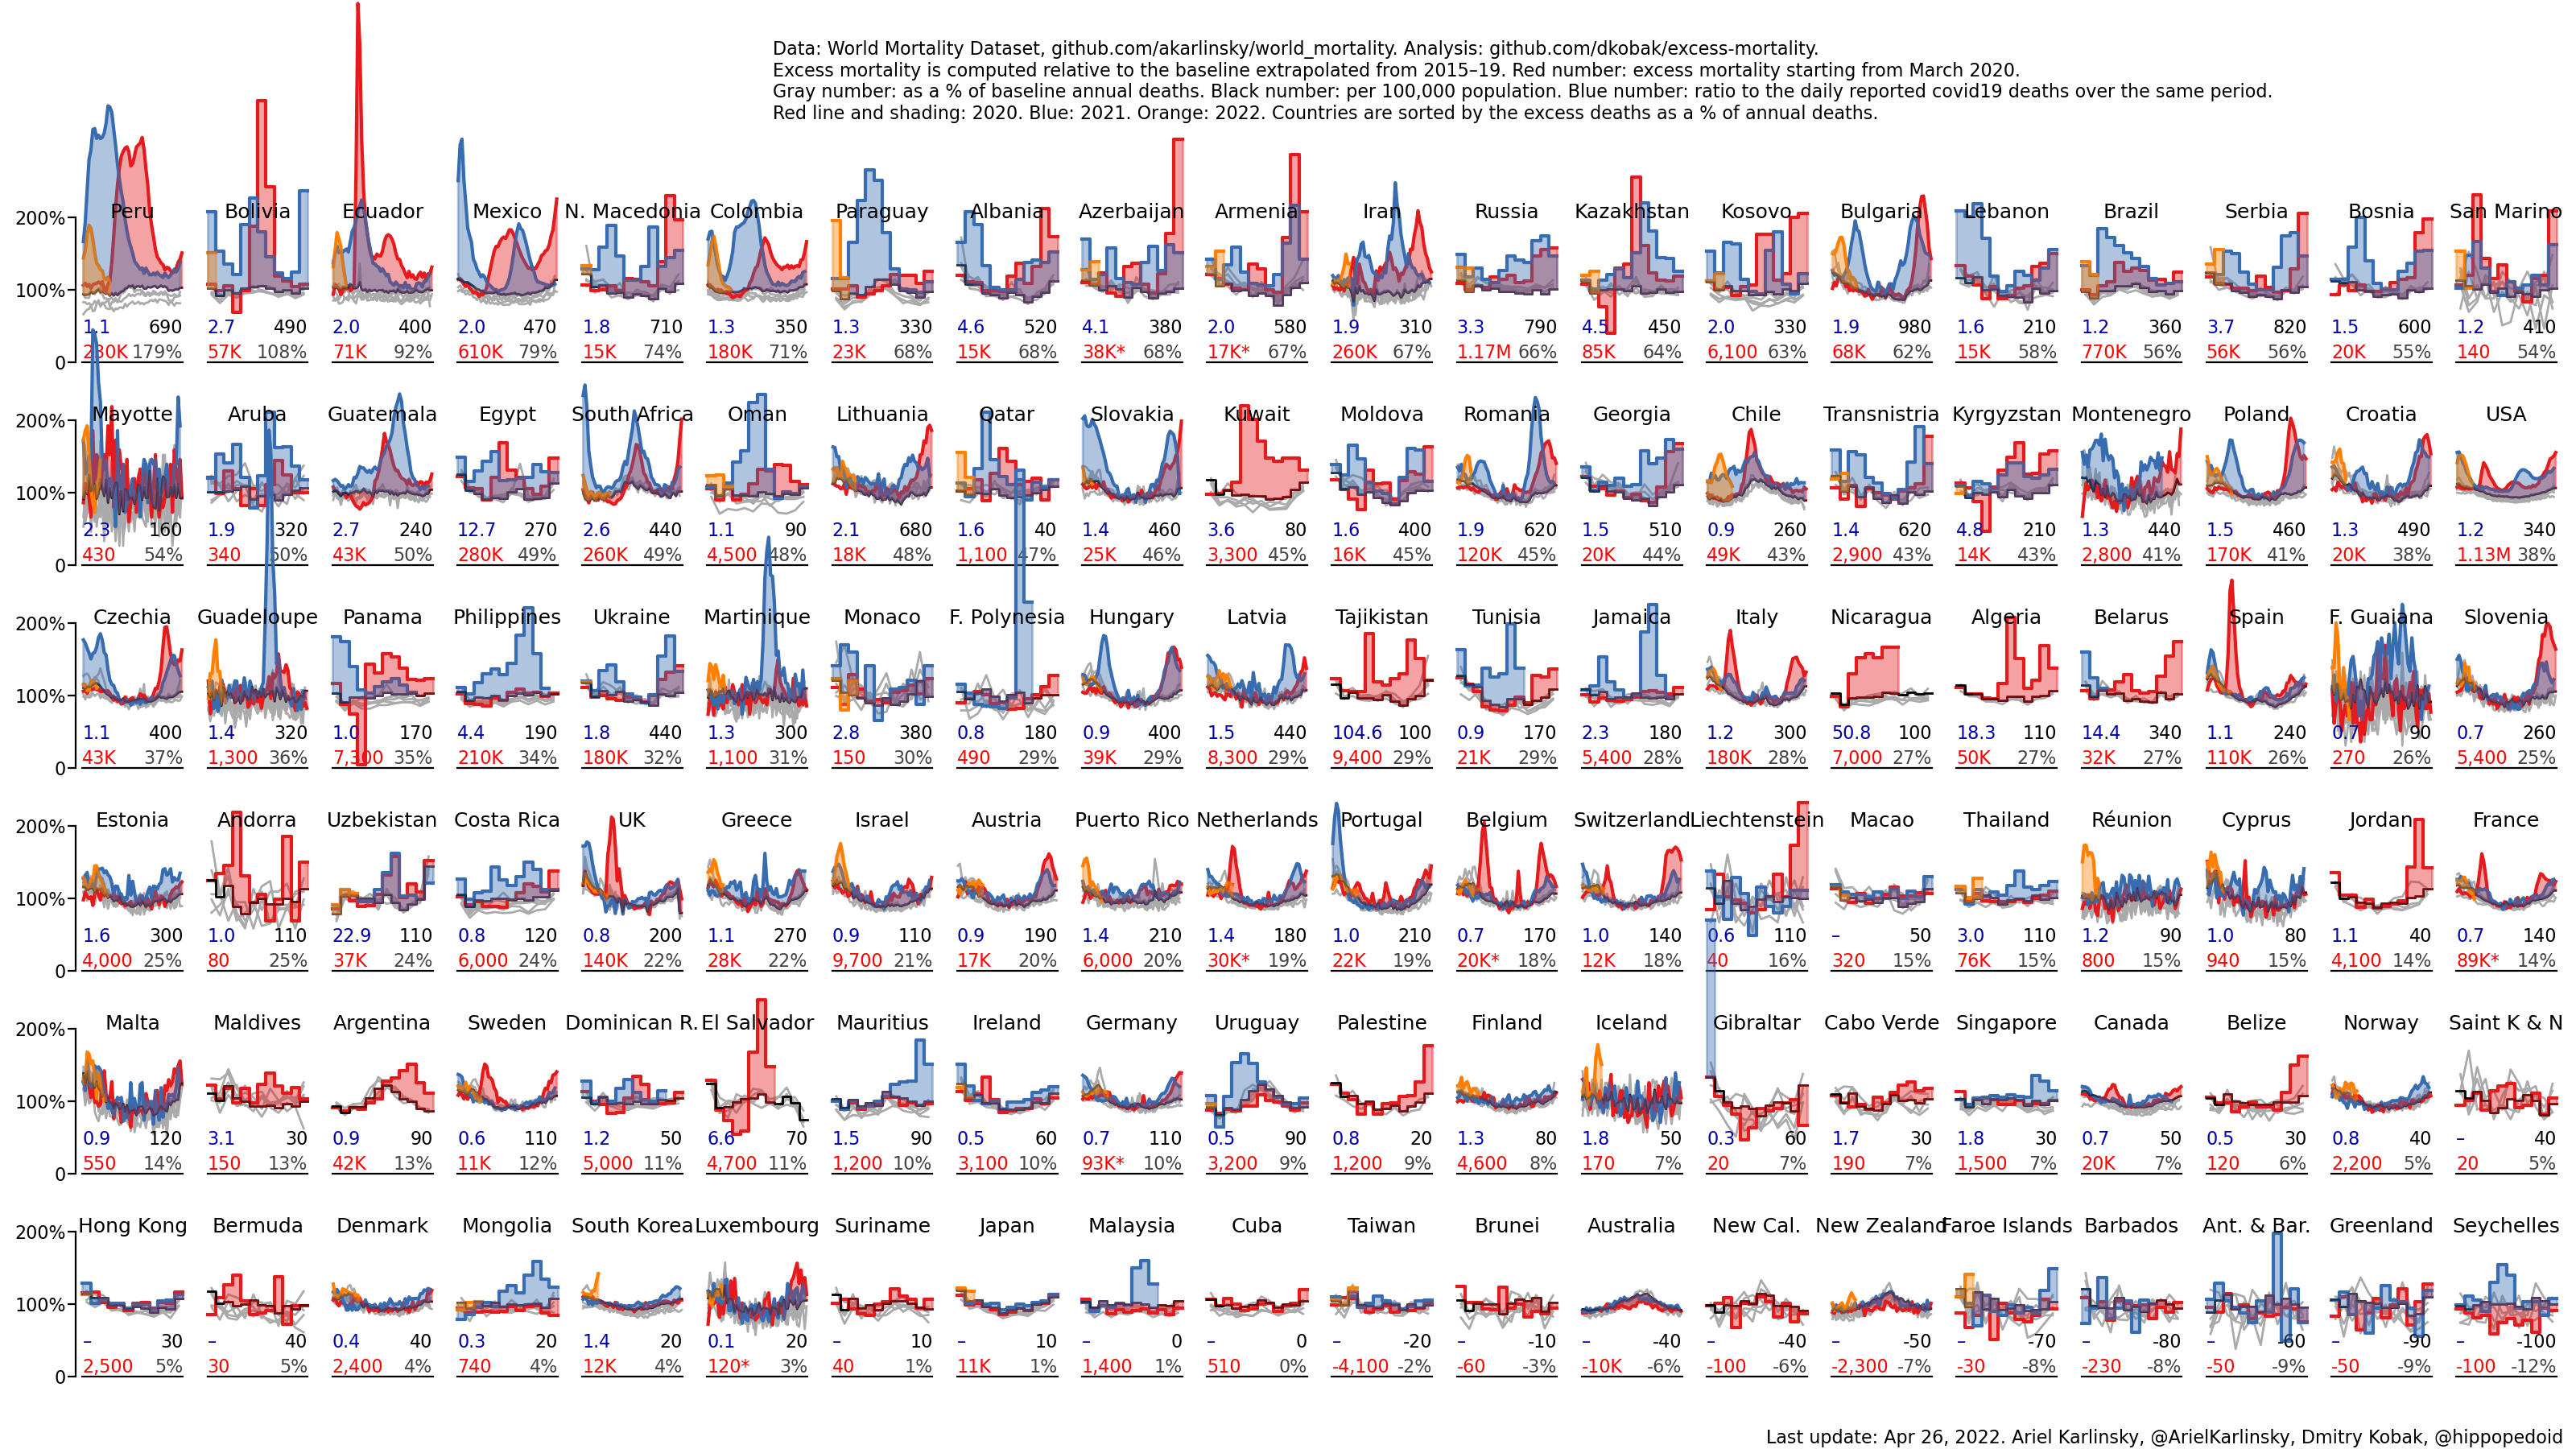 Data: World Mortality Dataset, github.com/akarlinsky/world_mortality. Analysis: github.com/dkobak/excess-mortality.
Excess mortality is computed relative to the baseline extrapolated from 2015–19. Red number: excess mortality starting from March 2020.
Gray number: as a % of baseline annual deaths. Black number: per 100,000 population. Blue number: ratio to the daily reported covid19 deaths over the same period.
Red line and shading: 2020. Blue: 2021. Orange: 2022. Countries are sorted by the excess deaths as a % of annual deaths.
200% Peru Bolivia Ecuador Mexico N. Macedonia Colombia Paraguay Albania Azerbaijan Armenia Iran Russia Kazakhstan Kosovo Bulgaria Lebanon Brazil Serbia Bosnia San Marino
100%
1.1 690 2.7 490 2.0 400 2.0 470 1.8 710 1.3 350 1.3 330 4.6 520 4.1 380 2.0 580 1.9 310 3.3 790 4.5 450 2.0 330 1.9 980 1.6 210 1.2 360 3.7 820 1.5 600 1.2 410
0 230K 179% 57K 108% 71K 92% 610K 79% 15K 74% 180K 71% 23K 68% 15K 68% 38K* 68% 17K* 67% 260K 67% 1.17M 66% 85K 64% 6,100 63% 68K 62% 15K 58% 770K 56% 56K 56% 20K 55% 140 54%
200% Mayotte Aruba Guatemala Egypt South Africa Oman Lithuania Qatar Slovakia Kuwait Moldova Romania Georgia Chile Transnistria Kyrgyzstan Montenegro Poland Croatia USA
100%
2.3 160 1.9 320 2.7 240 12.7 270 2.6 440 1.1 90 2.1 680 1.6 40 1.4 460 3.6 80 1.6 400 1.9 620 1.5 510 0.9 260 1.4 620 4.8 210 1.3 440 1.5 460 1.3 490 1.2 340
0 430 54% 340 50% 43K 50% 280K 49% 260K 49% 4,500 48% 18K 48% 1,100 47% 25K 46% 3,300 45% 16K 45% 120K 45% 20K 44% 49K 43% 2,900 43% 14K 43% 2,800 41% 170K 41% 20K 38% 1.13M 38%
200% Czechia Guadeloupe Panama Philippines Ukraine Martinique Monaco F. Polynesia Hungary Latvia Tajikistan Tunisia Jamaica Italy Nicaragua Algeria Belarus Spain F. Guaiana Slovenia
100%
1.1 400 1.4 320 1.0 170 4.4 190 1.8 440 1.3 300 2.8 380 0.8 180 0.9 400 1.5 440 104.6 100 0.9 170 2.3 180 1.2 300 50.8 100 18.3 110 14.4 340 1.1 240 0.7 90 0.7 260
0 43K 37% 1,300 36% 7,300 35% 210K 34% 180K 32% 1,100 31% 150 30% 490 29% 39K 29% 8,300 29% 9,400 29% 21K 29% 5,400 28% 180K 28% 7,000 27% 50K 27% 32K 27% 110K 26% 270 26% 5,400 25%
200% Estonia Andorra Uzbekistan Costa Rica UK Greece Israel Austria Puerto Rico Netherlands Portugal Belgium Switzerland Liechtenstein Macao Thailand Réunion Cyprus Jordan France
100%
1.6 300 1.0 110 22.9 110 0.8 120 0.8 200 1.1 270 0.9 110 0.9 190 1.4 210 1.4 180 1.0 210 0.7 170 1.0 140 0.6 110 – 50 3.0 110 1.2 90 1.0 80 1.1 40 0.7 140
0 4,000 25% 80 25% 37K 24% 6,000 24% 140K 22% 28K 22% 9,700 21% 17K 20% 6,000 20% 30K* 19% 22K 19% 20K* 18% 12K 18% 40 16% 320 15% 76K 15% 800 15% 940 15% 4,100 14% 89K* 14%
200% Malta Maldives Argentina Sweden Dominican R. El Salvador Mauritius Ireland Germany Uruguay Palestine Finland Iceland Gibraltar Cabo Verde Singapore Canada Belize Norway Saint K & N
100%
0.9 120 3.1 30 0.9 90 0.6 110 1.2 50 6.6 70 1.5 90 0.5 60 0.7 110 0.5 90 0.8 20 1.3 80 1.8 50 0.3 60 1.7 30 1.8 30 0.7 50 0.5 30 0.8 40 – 40
0 550 14% 150 13% 42K 13% 11K 12% 5,000 11% 4,700 11% 1,200 10% 3,100 10% 93K* 10% 3,200 9% 1,200 9% 4,600 8% 170 7% 20 7% 190 7% 1,500 7% 20K 7% 120 6% 2,200 5% 20 5%
200% Hong Kong Bermuda Denmark Mongolia South Korea Luxembourg Suriname Japan Malaysia Cuba Taiwan Brunei Australia New Cal. New Zealand Faroe Islands Barbados Ant. & Bar. Greenland Seychelles
100%
– 30 – 40 0.4 40 0.3 20 1.4 20 0.1 20 – 10 – 10 – 0 – 0 – -20 – -10 – -40 – -40 – -50 – -70 – -80 – -60 – -90 – -100
0 2,500 5% 30 5% 2,400 4% 740 4% 12K 4% 120* 3% 40 1% 11K 1% 1,400 1% 510 0% -4,100 -2% -60 -3% -10K -6% -100 -6% -2,300 -7% -30 -8% -230 -8% -50 -9% -50 -9% -100 -12%
Last update: Apr 26, 2022. Ariel Karlinsky, @ArielKarlinsky, Dmitry Kobak, @hippopedoid